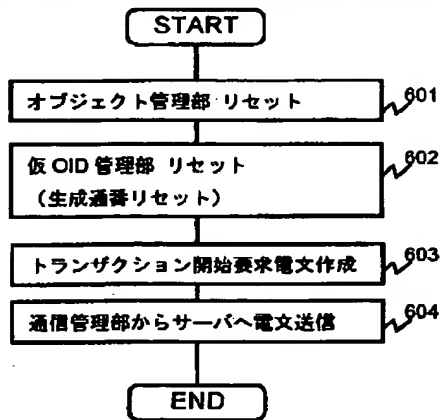 START
オブジェクト管理部 リセット
601
仮OID管理部 リセット
602
（生成通番リセット）
トランザクション開始要求電文作成
603
通信管理部からサーバへ電文送信
604
END